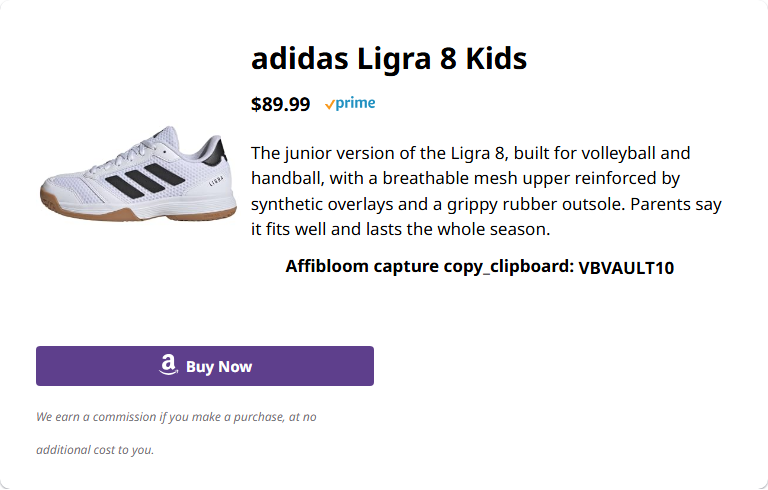 adidas Ligra 8 Kids
$89.99 prime
The junior version of the Ligra 8, built for volleyball and
handball, with a breathable mesh upper reinforced by
synthetic overlays and a grippy rubber outsole. Parents say
it fits well and lasts the whole season.
LIGRA
Affibloom capture copy_clipboard: VBVAULT10
a Buy Now
We earn a commission if you make a purchase, at no
additional cost to you.